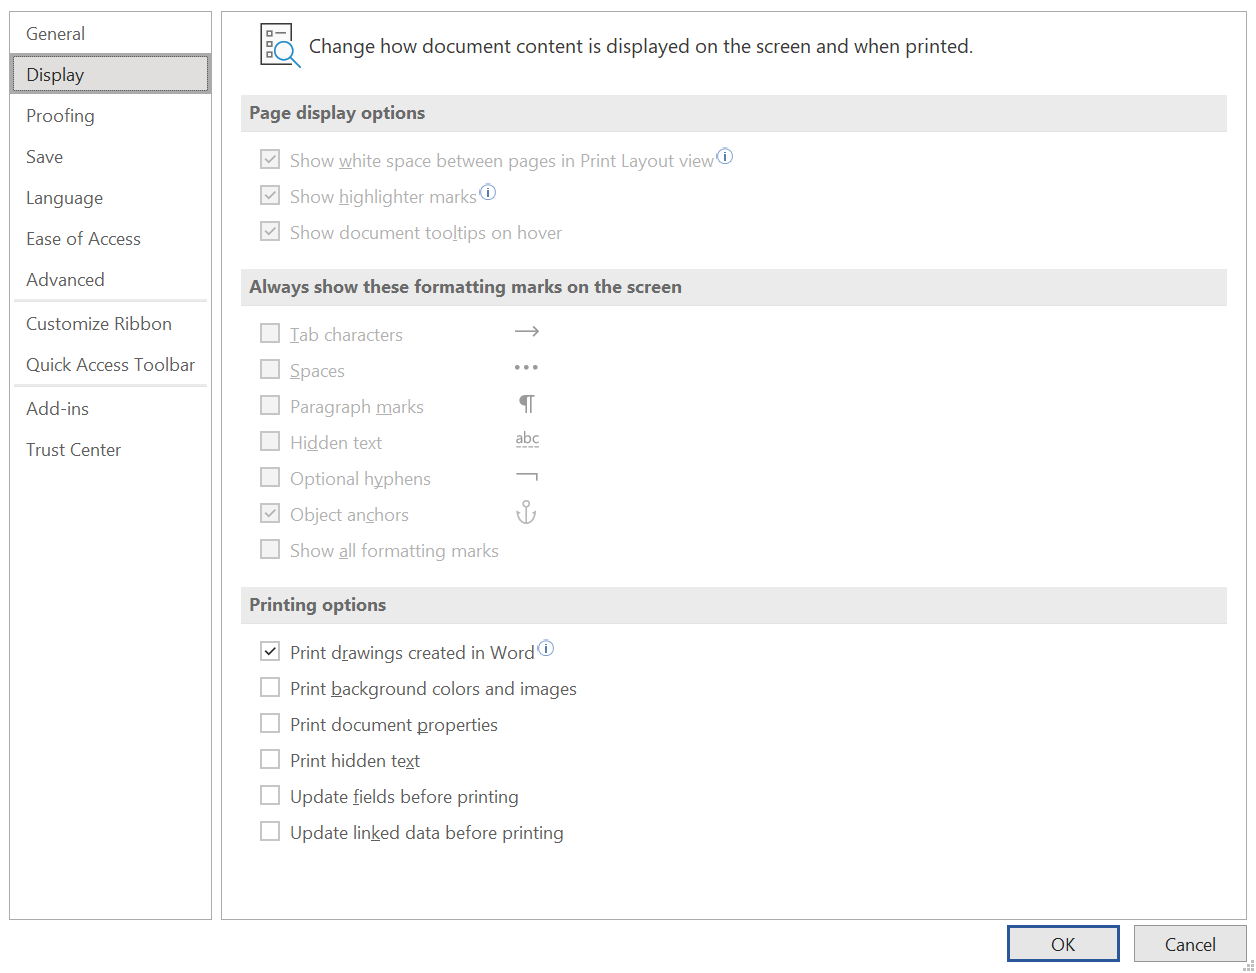 General
Display
Proofing
Save
Language
Ease of Access
Advanced
Customize Ribbon
Quick Access Toolbar
Add-ins
Trust Center
Change how document content is displayed on the screen and when printed.
Page display options
Show white space between pages in Print Layout view
Show highlighter marks
Show document tooltips on hover
Always show these formatting marks on the screen
Tab characters →
Spaces •••
Paragraph marks ¶
Hidden text abc
Optional hyphens ¬
Object anchors
Show all formatting marks
Printing options
Print drawings created in Word
Print background colors and images
Print document properties
Print hidden text
Update fields before printing
Update linked data before printing
OK Cancel